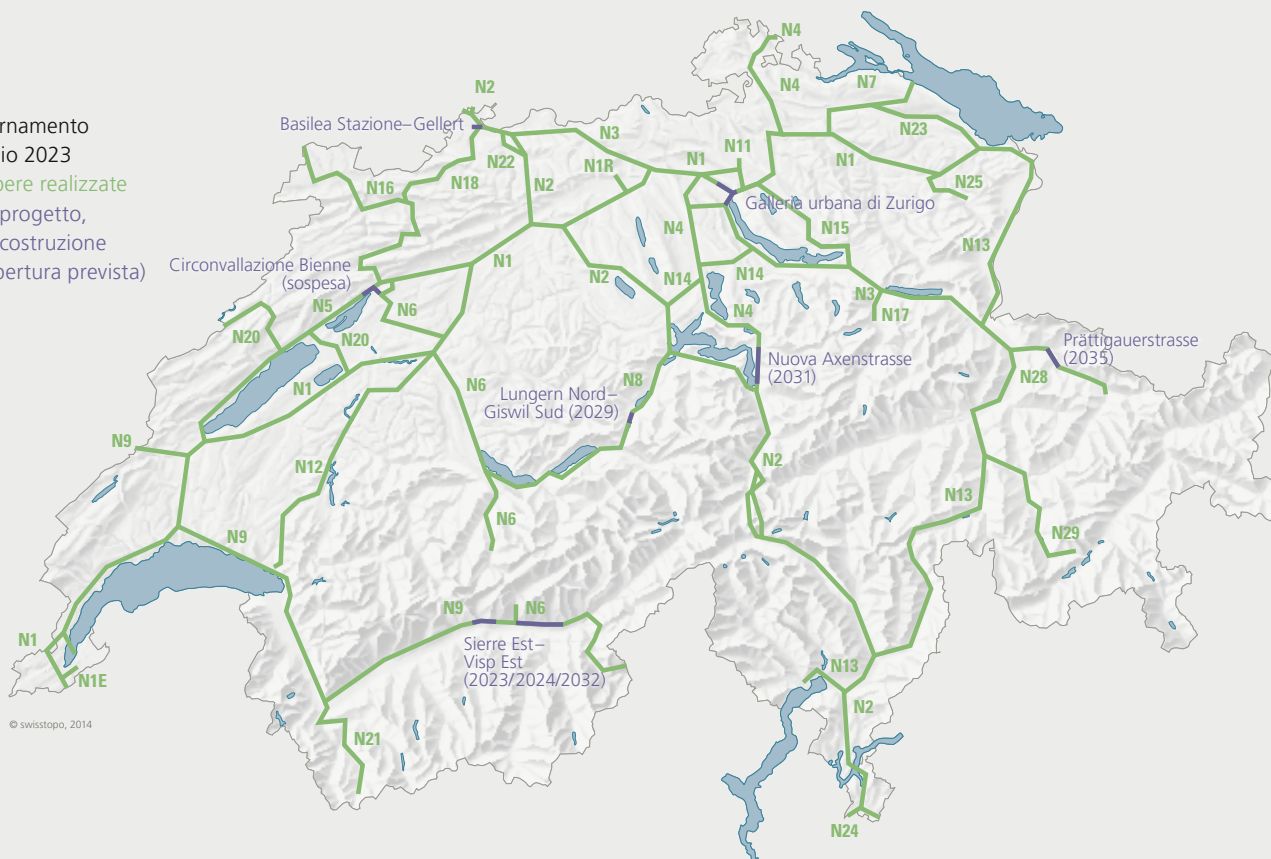 rnamento
io 2023
pere realizzate
progetto,
costruzione
pertura prevista)
N4
N2
N4
N7
Basilea Stazione–Gellert
N3
N23
N22
N1R
N1
N11
N1
N16
N18
N2
N25
Galleria urbana di Zurigo
N4
N15
N13
Circonvallazione Bienne
(sospesa)
N1
N2
N14
N14
N5
N6
N4
N3
N17
N20
N20
Prättigauerstrasse
(2035)
Nuova Axenstrasse
(2031)
N28
N1
N6
N8
Lungern Nord–
Giswil Sud (2029)
N9
N12
N2
N13
N6
N29
N9
N9
N6
N1
Sierre Est–
Visp Est
(2023/2024/2032)
N13
N1E
N2
© swisstopo, 2014
N21
N24